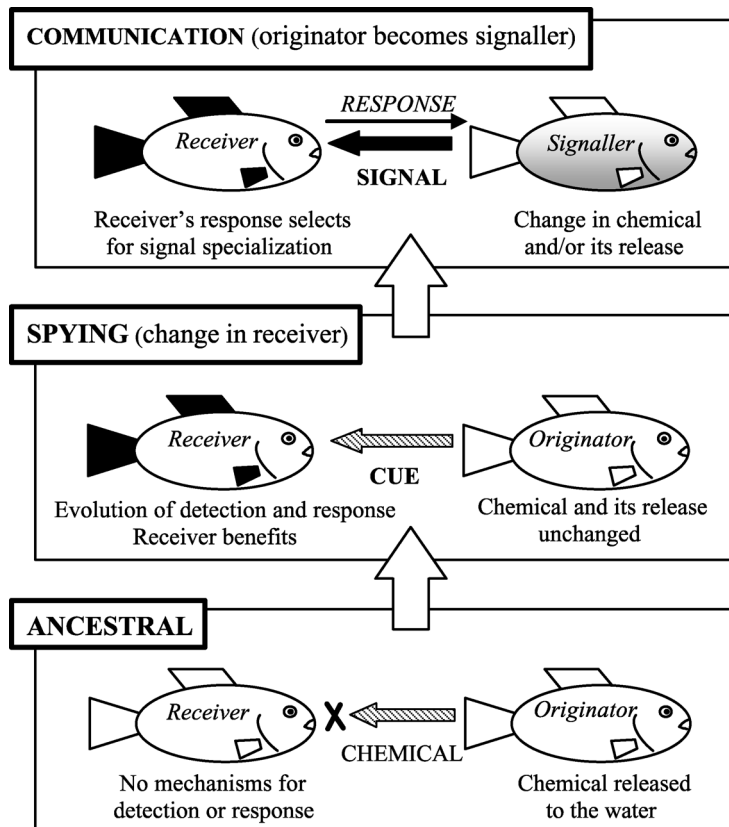 COMMUNICATION (originator becomes signaller)
RESPONSE
Receiver
Signaller
SIGNAL
Receiver's response selects
for signal specialization
Change in chemical
and/or its release
SPYING (change in receiver)
Receiver
Originator
CUE
Evolution of detection and response
Receiver benefits
Chemical and its release
unchanged
ANCESTRAL
Receiver
X
Originator
CHEMICAL
No mechanisms for
detection or response
Chemical released
to the water